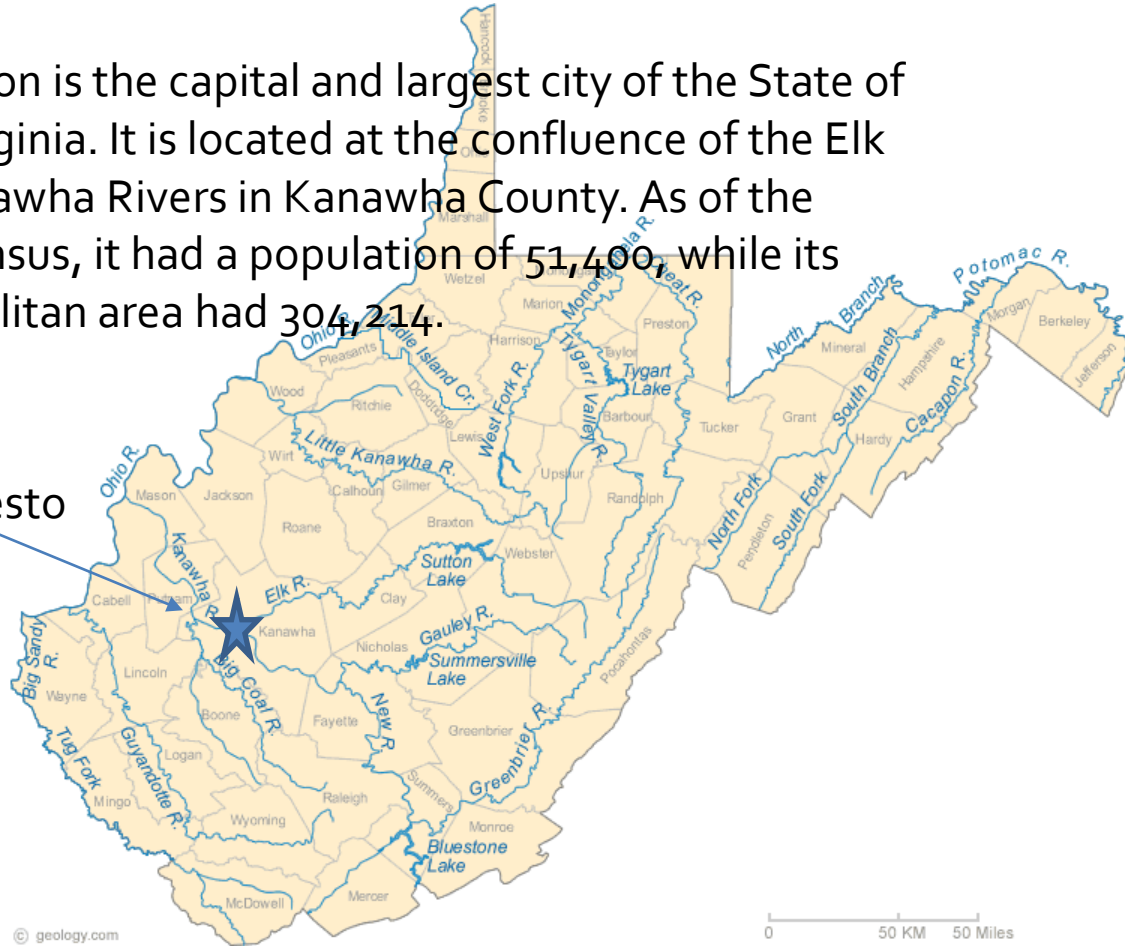 on is the capital and largest city of the State of
ginia. It is located at the confluence of the Elk
awha Rivers in Kanawha County. As of the
nsus, it had a population of 51,400, while its
litan area had 304,214.
esto
Hancock
Brooke
Ohio
Marshall
Wetzel
Monongahela R.
Cheat R.
Marion
Preston
Potomac R.
North Branch
Morgan
Berkeley
Jefferson
Mineral
Hampshire
South Branch
Cacapon R.
Grant
Hardy
Ohio R.
Middle Island Cr.
Pleasants
Harrison
Taylor
Tygart Valley R.
Tygart
Lake
Wood
Ritchie
Doddridge
West Fork R.
Barbour
Tucker
Lewis
Wirt
Little Kanawha R.
Calhoun
Gilmer
Upshur
Randolph
North Fork
South Fork
Pendleton
Ohio R.
Mason
Jackson
Roane
Braxton
Webster
Kanawha R.
Elk R.
Sutton
Lake
Cabell
Putnam
Kanawha
Clay
Nicholas
Gauley R.
Summersville
Lake
Pocahontas
Big Sandy
R.
Wayne
Lincoln
Big Coal R.
Boone
Fayette
New R.
Greenbrier
Greenbrier R.
Tug Fork
Guyandotte R.
Logan
Mingo
Raleigh
Summers
Wyoming
Monroe
Bluestone
Lake
McDowell
Mercer
© geology.com
0 50 KM 50 Miles